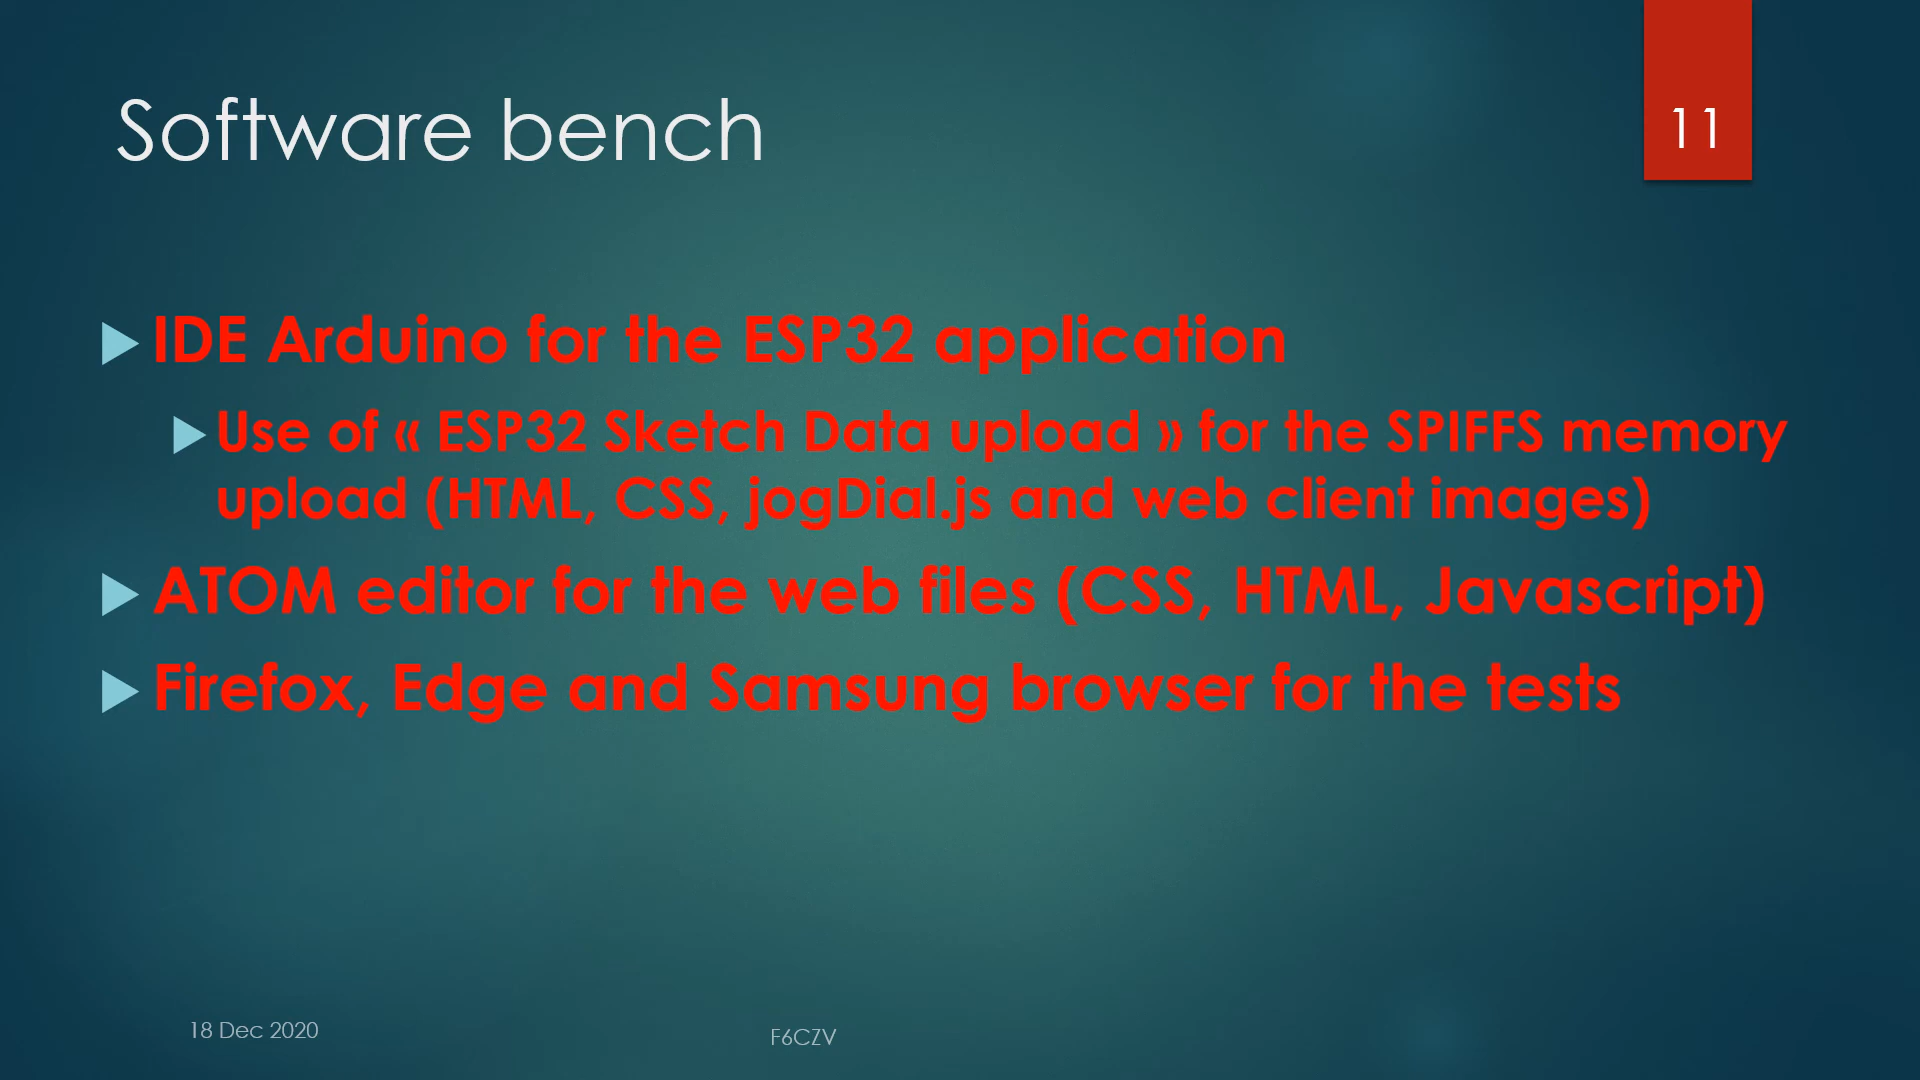 Software bench
11
IDE Arduino for the ESP32 application
Use of « ESP32 Sketch Data upload » for the SPIFFS memory
upload (HTML, CSS, jogDial.js and web client images)
ATOM editor for the web files (CSS, HTML, Javascript)
Firefox, Edge and Samsung browser for the tests
18 Dec 2020
F6CZV